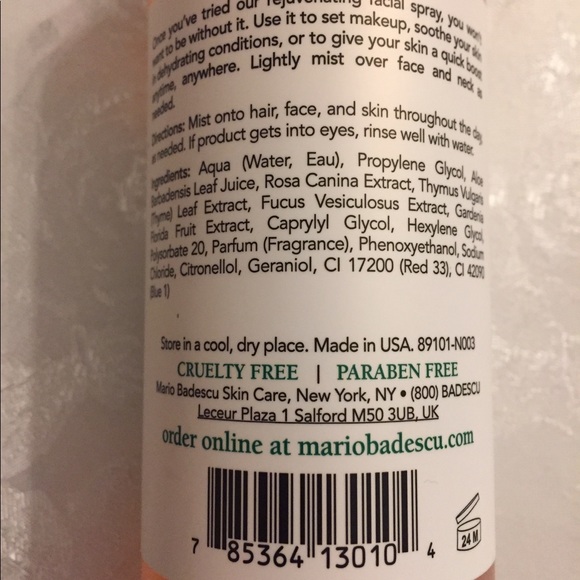 Once you've tried our rejuvenating facial spray, you won't
want to be without it. Use it to set makeup, soothe your skin
in dehydrating conditions, or to give your skin a quick boost
anytime, anywhere. Lightly mist over face and neck as
needed.
Directions: Mist onto hair, face, and skin throughout the day,
as needed. If product gets into eyes, rinse well with water.
Ingredients: Aqua (Water, Eau), Propylene Glycol, Aloe
Barbadensis Leaf Juice, Rosa Canina Extract, Thymus Vulgaris
(Thyme) Leaf Extract, Fucus Vesiculosus Extract, Gardenia
Florida Fruit Extract, Caprylyl Glycol, Hexylene Glycol,
Polysorbate 20, Parfum (Fragrance), Phenoxyethanol, Sodium
Chloride, Citronellol, Geraniol, CI 17200 (Red 33), CI 42090
(Blue 1)
Store in a cool, dry place. Made in USA. 89101-N003
CRUELTY FREE | PARABEN FREE
Mario Badescu Skin Care, New York, NY • (800) BADESCU
Leceur Plaza 1 Salford M50 3UB, UK
order online at mariobadescu.com
7 85364 13010 4
24 M